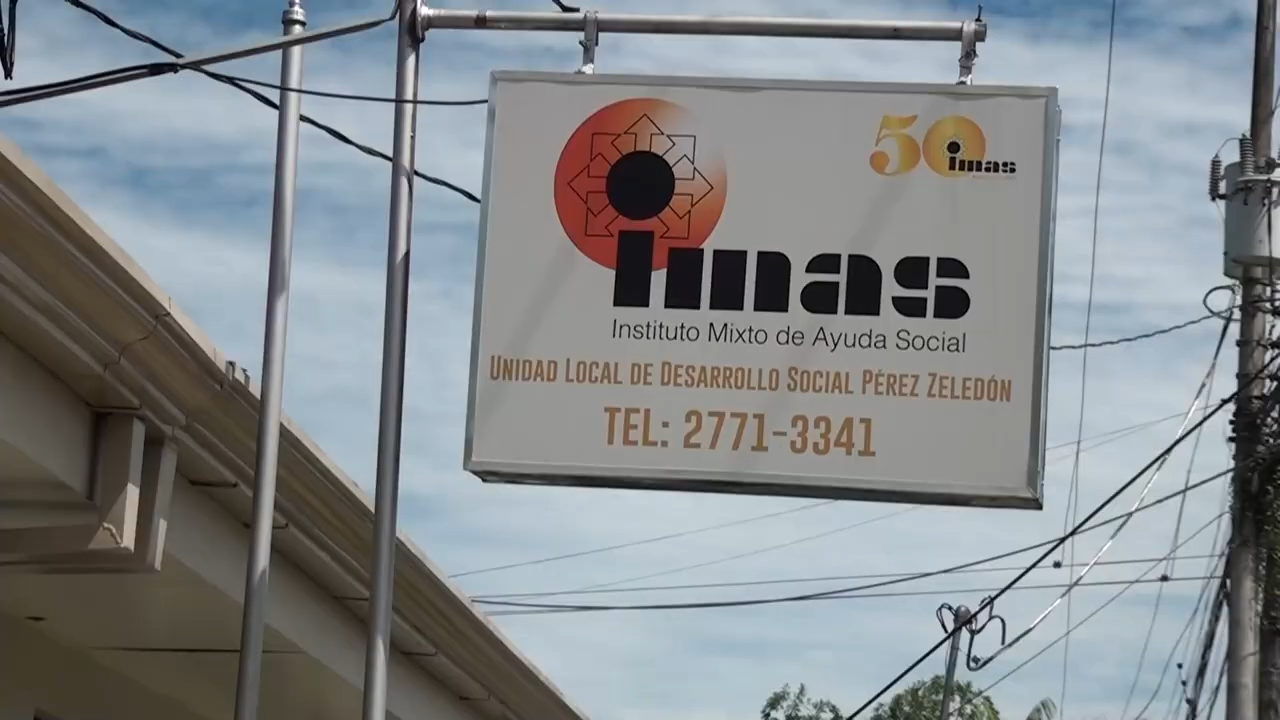 50
imas
imas
Instituto Mixto de Ayuda Social
UNIDAD LOCAL DE DESARROLLO SOCIAL PÉREZ ZELEDÓN
TEL: 2771-3341